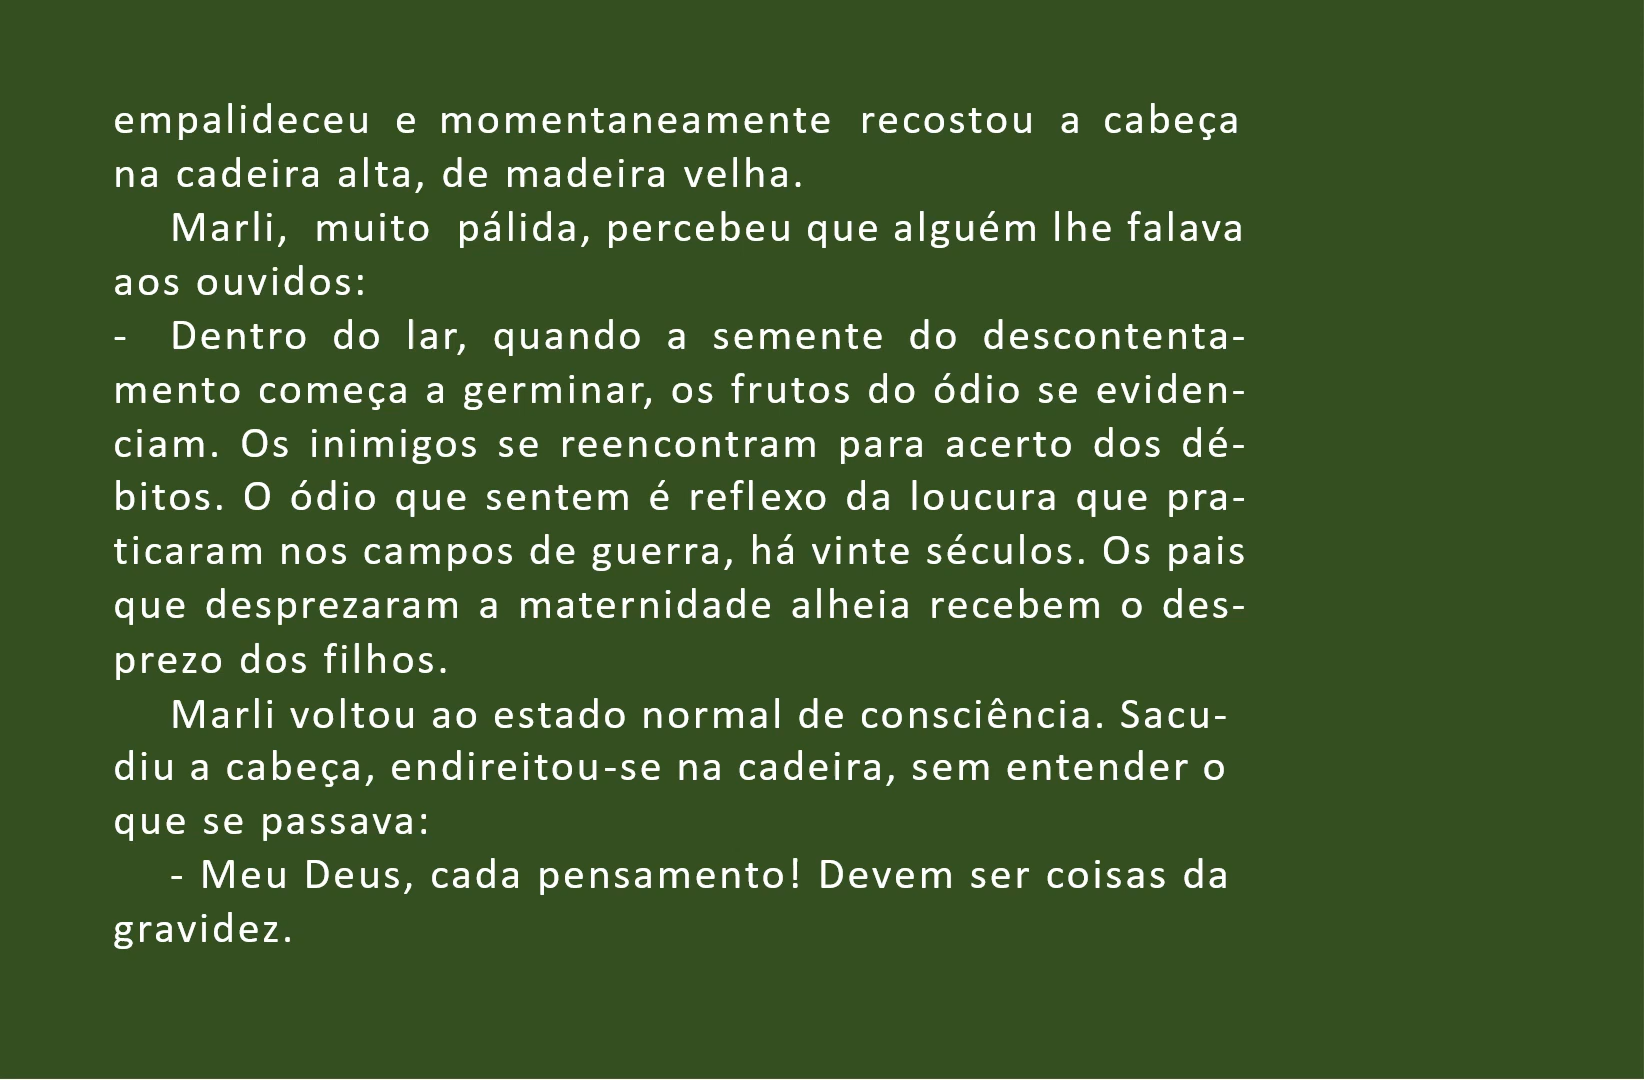 empalideceu e momentaneamente recostou a cabeça
na cadeira alta, de madeira velha.
Marli, muito pálida, percebeu que alguém lhe falava
aos ouvidos:
- Dentro do lar, quando a semente do descontenta-
mento começa a germinar, os frutos do ódio se eviden-
ciam. Os inimigos se reencontram para acerto dos dé-
bitos. O ódio que sentem é reflexo da loucura que pra-
ticaram nos campos de guerra, há vinte séculos. Os pais
que desprezaram a maternidade alheia recebem o des-
prezo dos filhos.
Marli voltou ao estado normal de consciência. Sacu-
diu a cabeça, endireitou-se na cadeira, sem entender o
que se passava:
- Meu Deus, cada pensamento! Devem ser coisas da
gravidez.